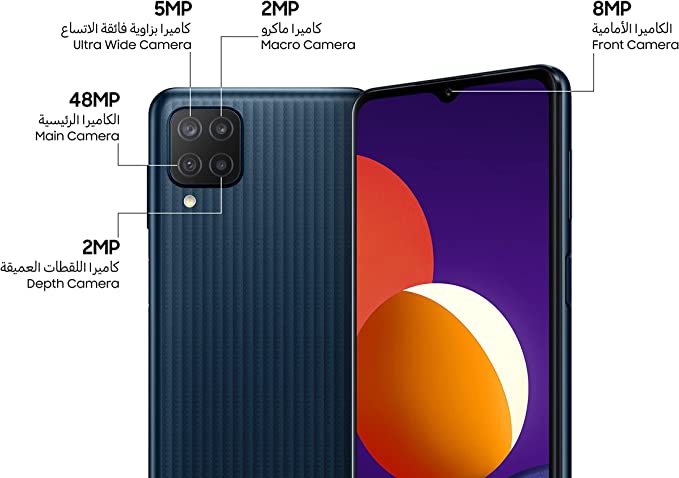 5MP
كاميرا بزاوية فائقة الاتساع
Ultra Wide Camera
2MP
كاميرا ماكرو
Macro Camera
8MP
الكاميرا الأمامية
Front Camera
48MP
الكاميرا الرئيسية
Main Camera
2MP
كاميرا اللقطات العميقة
Depth Camera